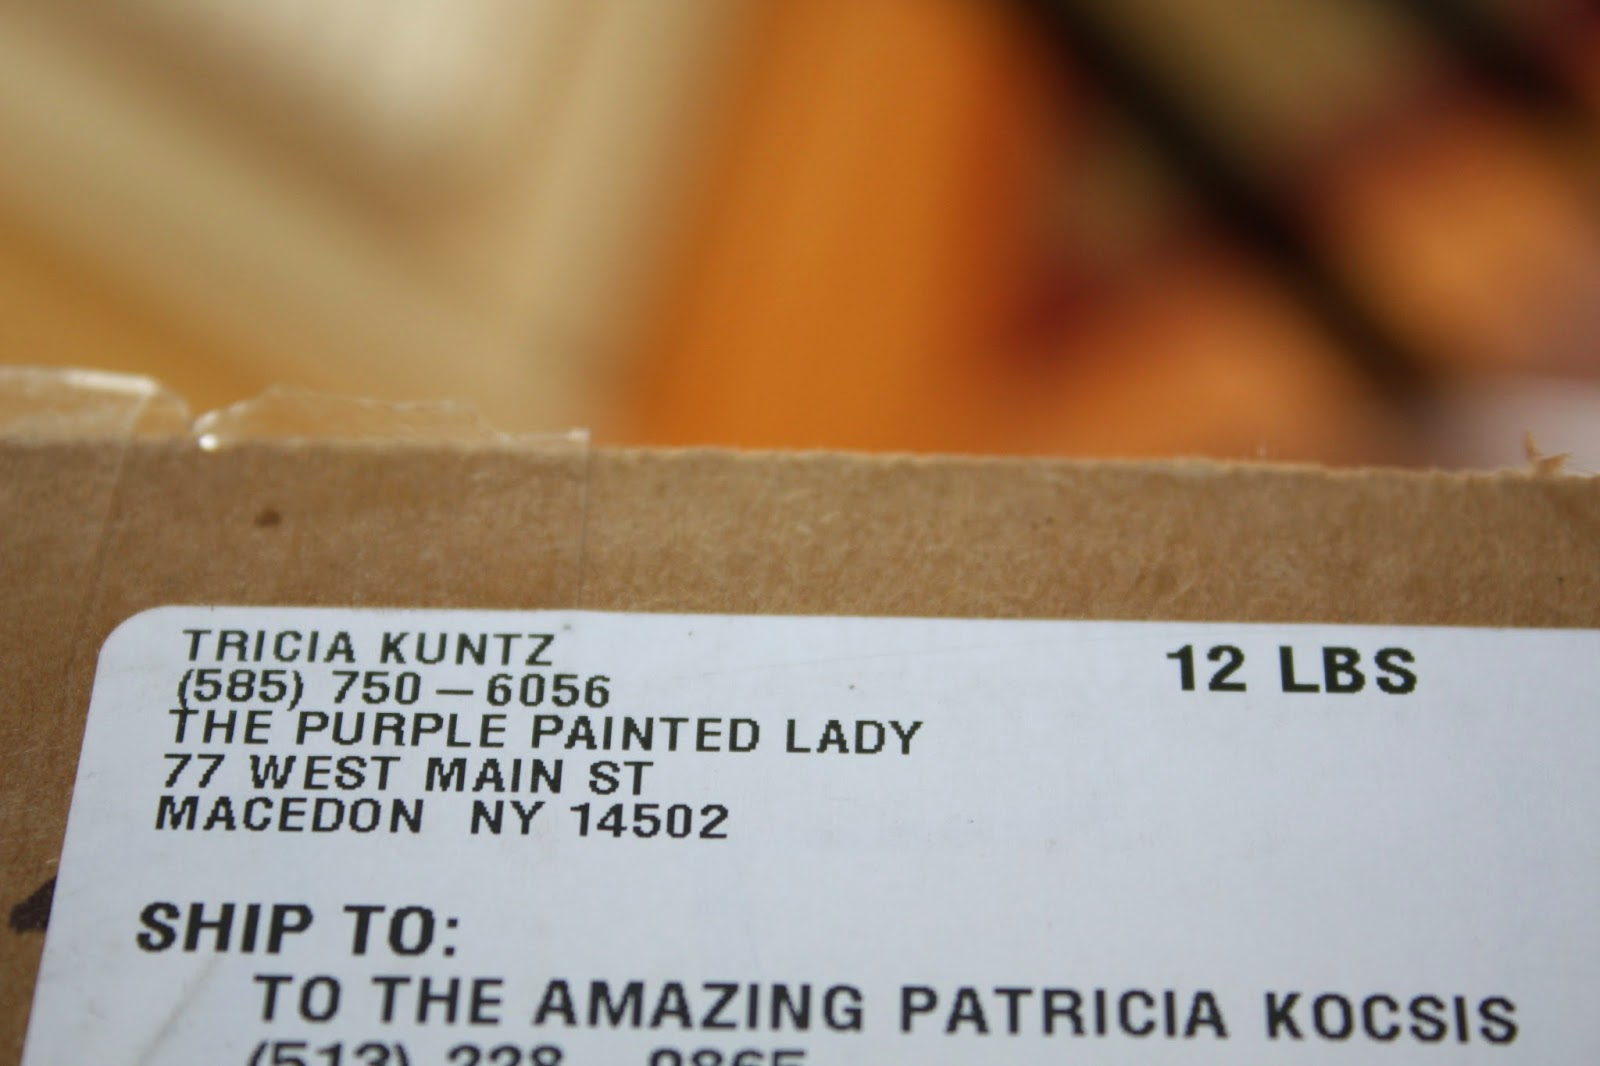 TRICIA KUNTZ
(585) 750-6056
THE PURPLE PAINTED LADY
77 WEST MAIN ST
MACEDON NY 14502
12 LBS
SHIP TO:
TO THE AMAZING PATRICIA KOCSIS